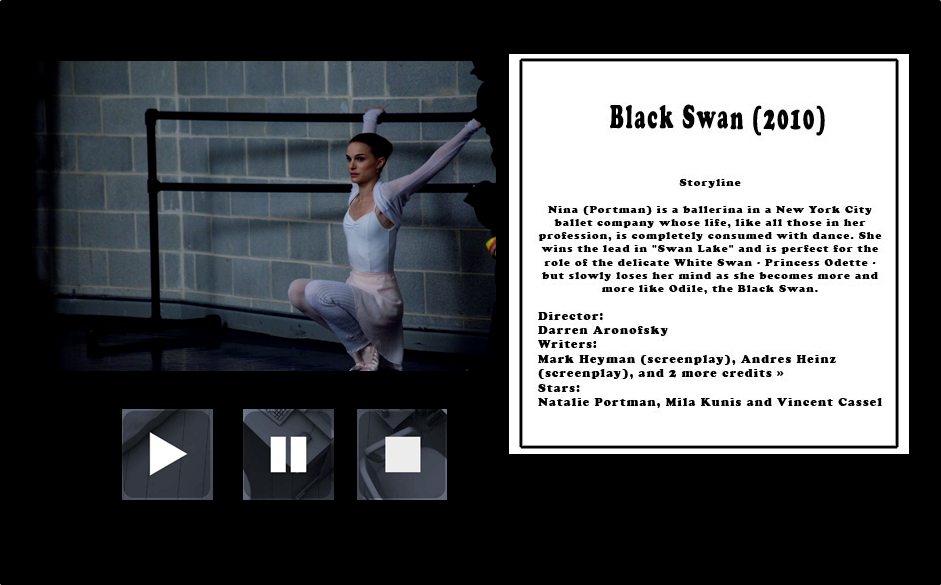 Black Swan (2010)
Storyline
Nina (Portman) is a ballerina in a New York City
ballet company whose life, like all those in her
profession, is completely consumed with dance. She
wins the lead in "Swan Lake" and is perfect for the
role of the delicate White Swan - Princess Odette -
but slowly loses her mind as she becomes more and
more like Odile, the Black Swan.
Director:
Darren Aronofsky
Writers:
Mark Heyman (screenplay), Andres Heinz
(screenplay), and 2 more credits »
Stars:
Natalie Portman, Mila Kunis and Vincent Cassel